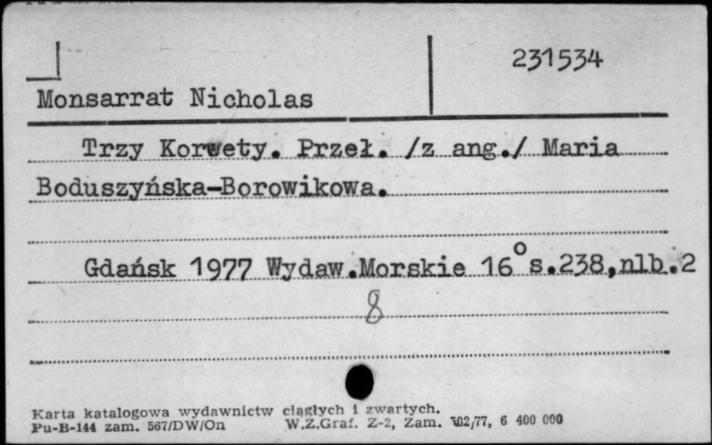 231534
Monsarrat Nicholas
Trzy Korwety. Przeł. /z ang./ Maria
Boduszyńska-Borowikowa.
Gdańsk 1977 Wydaw.Morskie 16° s.238,nlb.2
8
Karta katalogowa wydawnictw ciągłych i zwartych.
Pu-B-144 zam. 567/DW/On W.Z.Graf. Z-2, Zam. 102/77, 6 400 000